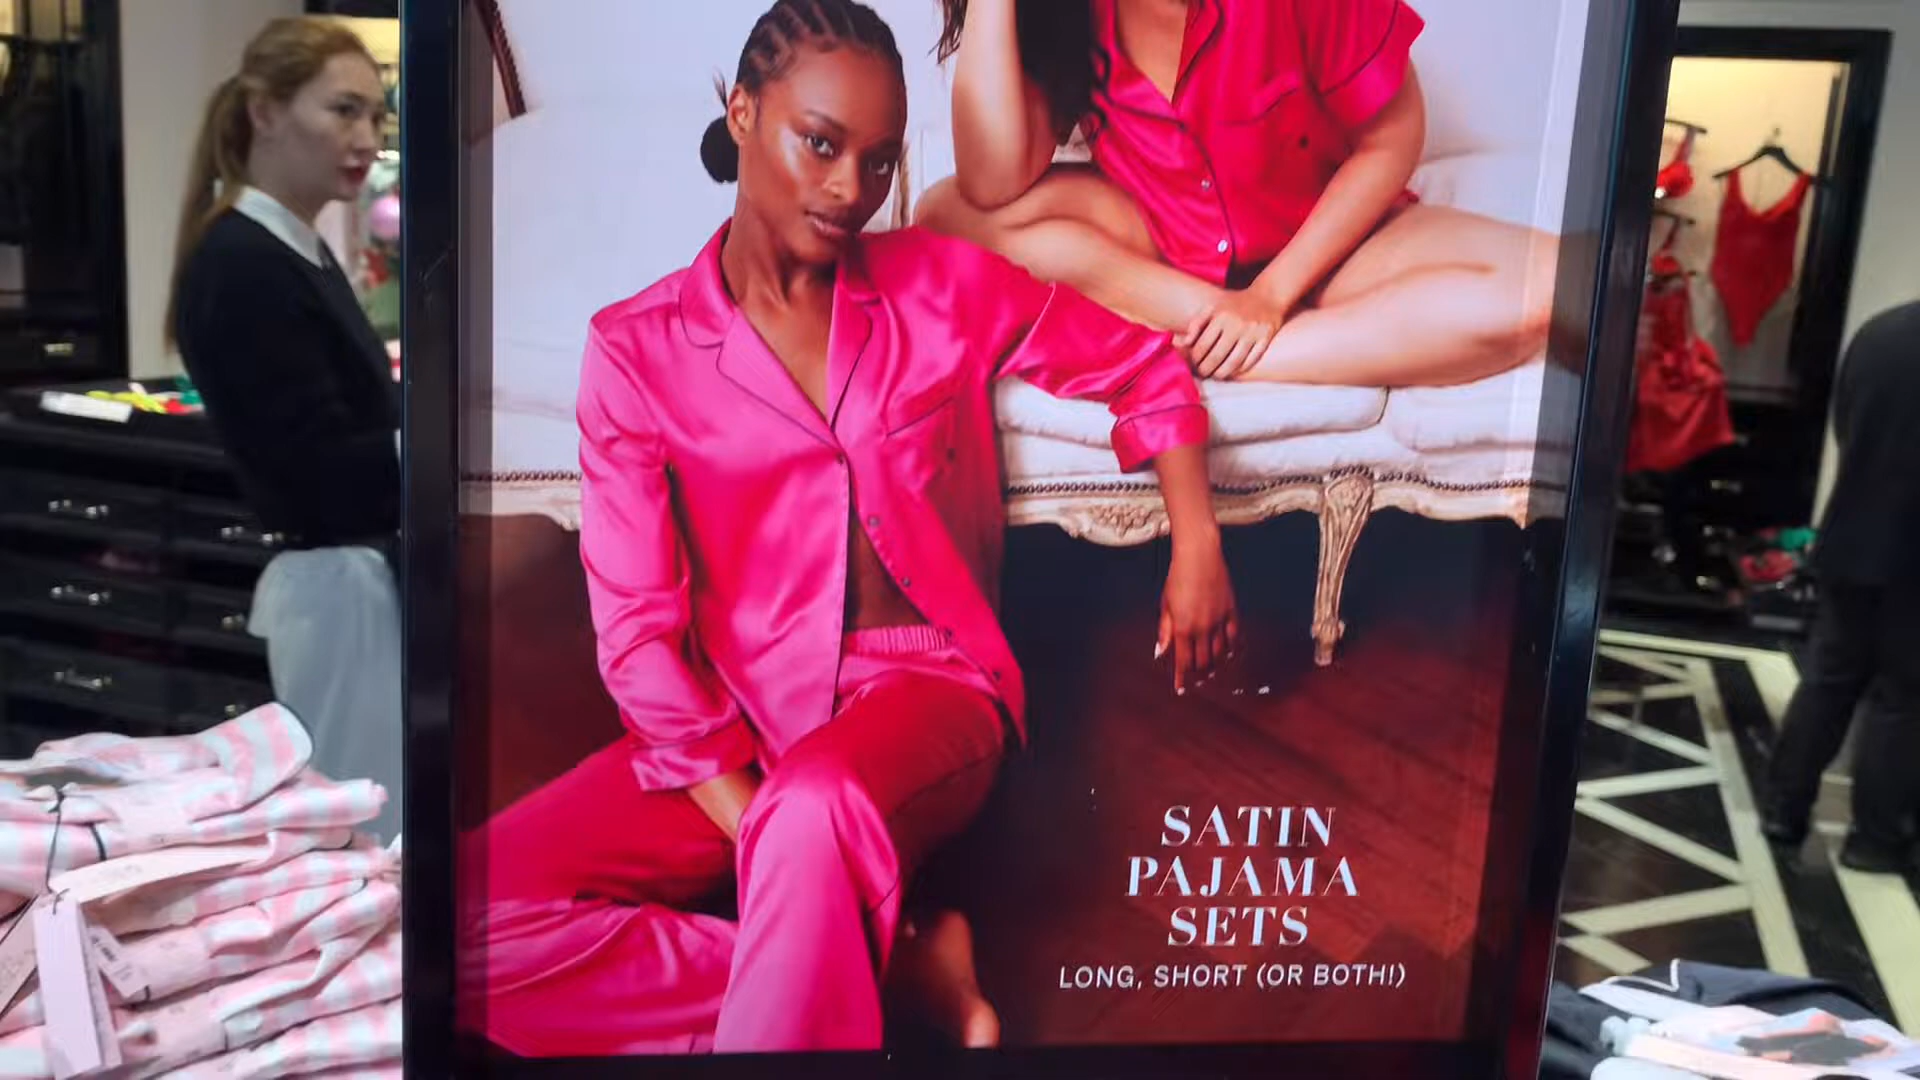 SATIN
PAJAMA
SETS
LONG, SHORT (OR BOTH!)